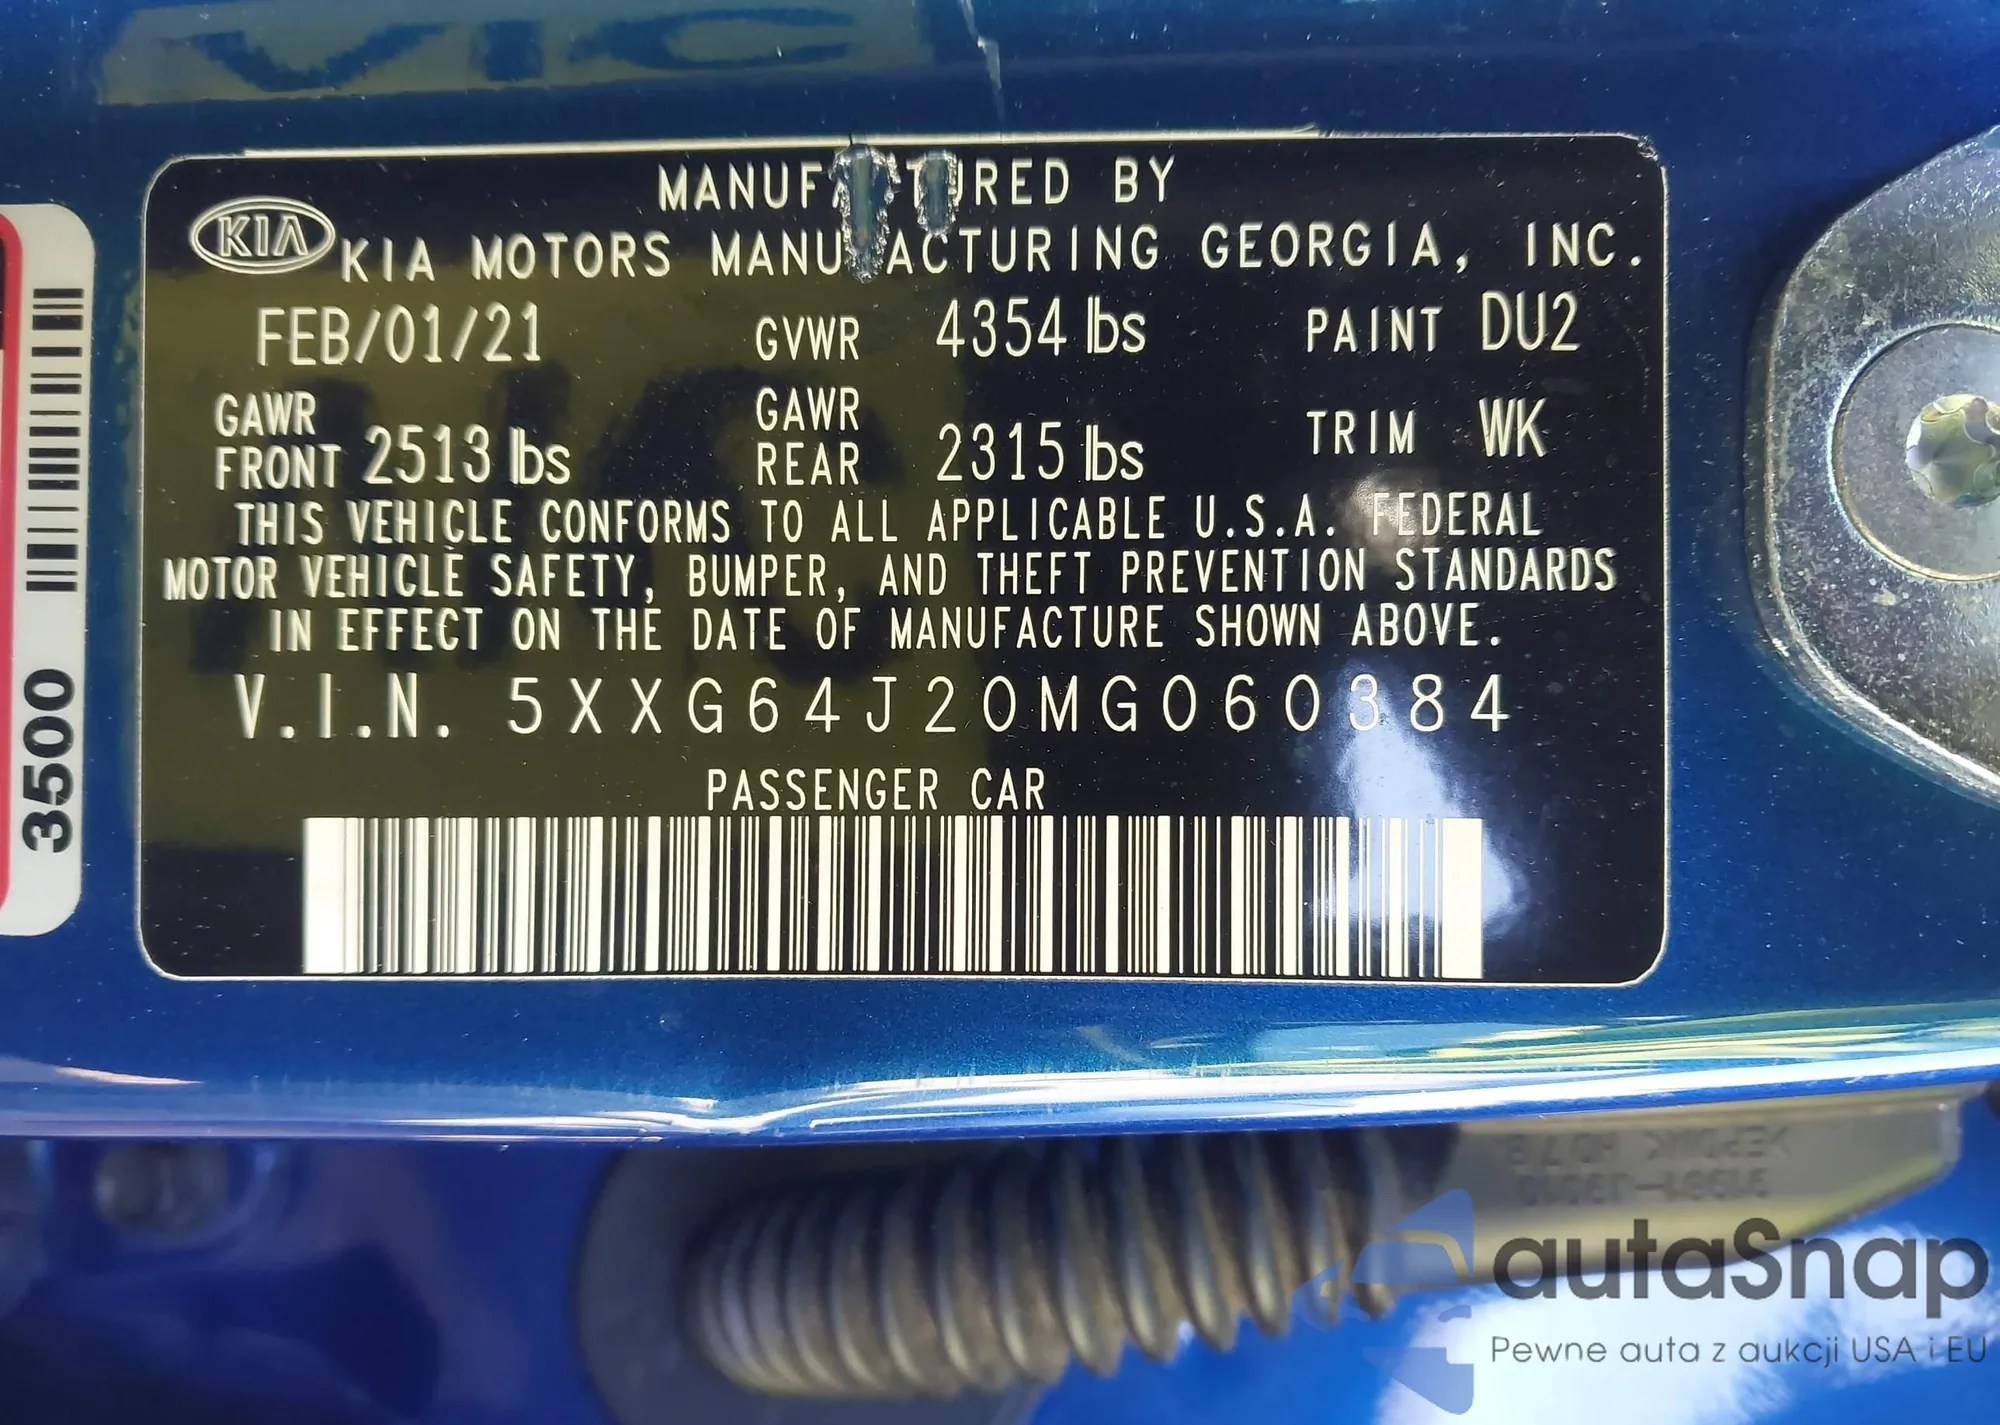 KIA
MANUFACTURED BY
KIA MOTORS MANUFACTURING GEORGIA, INC.
FEB/01/21 GVWR 4354 lbs PAINT DU2
GAWR FRONT 2513 lbs GAWR REAR 2315 lbs TRIM WK
THIS VEHICLE CONFORMS TO ALL APPLICABLE U.S.A. FEDERAL
MOTOR VEHICLE SAFETY, BUMPER, AND THEFT PREVENTION STANDARDS
IN EFFECT ON THE DATE OF MANUFACTURE SHOWN ABOVE.
V.I.N. 5XXG64J20MG060384
PASSENGER CAR
3500
autaSnap
Pewne auta z aukcji USA i EU